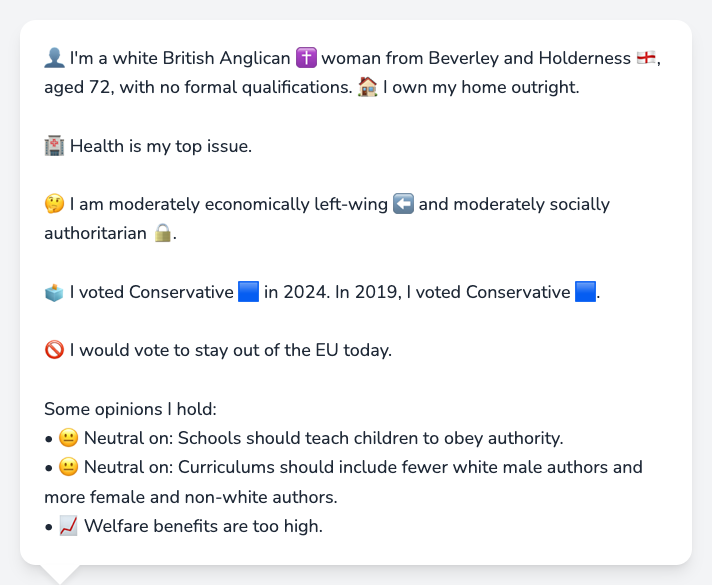 👤 I'm a white British Anglican ✝️ woman from Beverley and Holderness 🏴󠁧󠁢󠁥󠁮󠁧󠁿,
aged 72, with no formal qualifications. 🏠 I own my home outright.
🏥 Health is my top issue.
🤔 I am moderately economically left-wing ⬅️ and moderately socially
authoritarian 🔒.
🗳️ I voted Conservative 🟦 in 2024. In 2019, I voted Conservative 🟦.
🚫 I would vote to stay out of the EU today.
Some opinions I hold:
• 😐 Neutral on: Schools should teach children to obey authority.
• 😐 Neutral on: Curriculums should include fewer white male authors and
more female and non-white authors.
• 📈 Welfare benefits are too high.